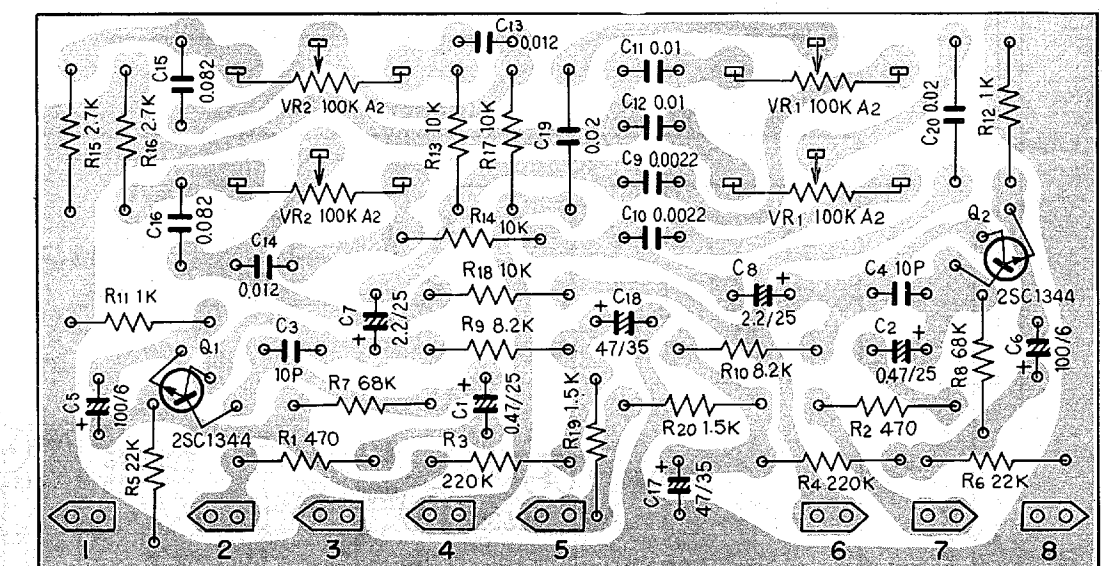 C13
0.012
C15
0.082
VR2 100K A2
R15 2.7K
R16 2.7K
R13 10K
R17 10K
C19
0.02
C11 0.01
C12 0.01
C9 0.0022
C10 0.0022
VR1 100K A2
C20 0.02
R12 1K
VR2 100K A2
VR1 100K A2
C16
0.082
C14
0.012
R14
10K
Q2
2SC1344
R18 10K
C8
+
2.2/25
C4 10P
R11 1K
C7
+
2.2/25
R9 8.2K
C18
+
47/35
R10 8.2K
C2
+
0.47/25
R8 68K
C6
+
100/6
C3
10P
Q1
2SC1344
C5
+
100/6
R7 68K
C1
+
0.47/25
R19 1.5K
R20 1.5K
R2 470
R5 22K
R1 470
R3
220K
C17
+
47/35
R4 220K
R6 22K
1 2 3 4 5 6 7 8